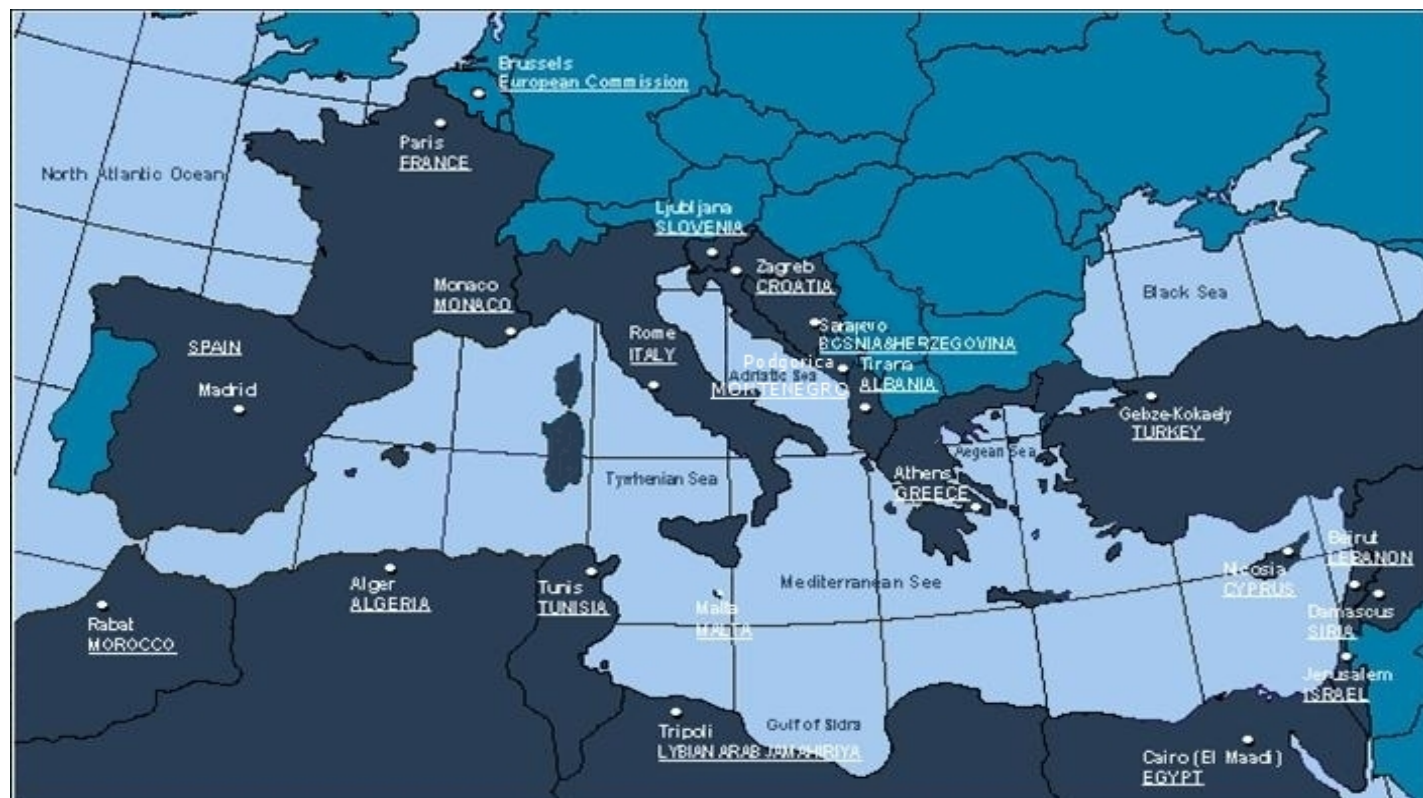 Brussels
European Commission
Paris
FRANCE
North Atlantic Ocean
Ljubljana
SLOVENIA
Zagreb
CROATIA
Monaco
MONACO
Black Sea
Sarajevo
BOSNIA&HERZEGOVINA
Rome
ITALY
SPAIN
Madrid
Podgorica
MONTENEGRO
Adriatic Sea
Tirana
ALBANIA
Gebze-Kokaely
TURKEY
Aegean Sea
Athens
GREECE
Tyrrhenian Sea
Beirut
LEBANON
Nicosia
CYPRUS
Mediterranean See
Alger
ALGERIA
Tunis
TUNISIA
Malta
MALTA
Damascus
SIRIA
Rabat
MOROCCO
Jerusalem
ISRAEL
Gulf of Sidra
Tripoli
LYBIAN ARAB JAMAHIRIYA
Cairo (El Maadi)
EGYPT